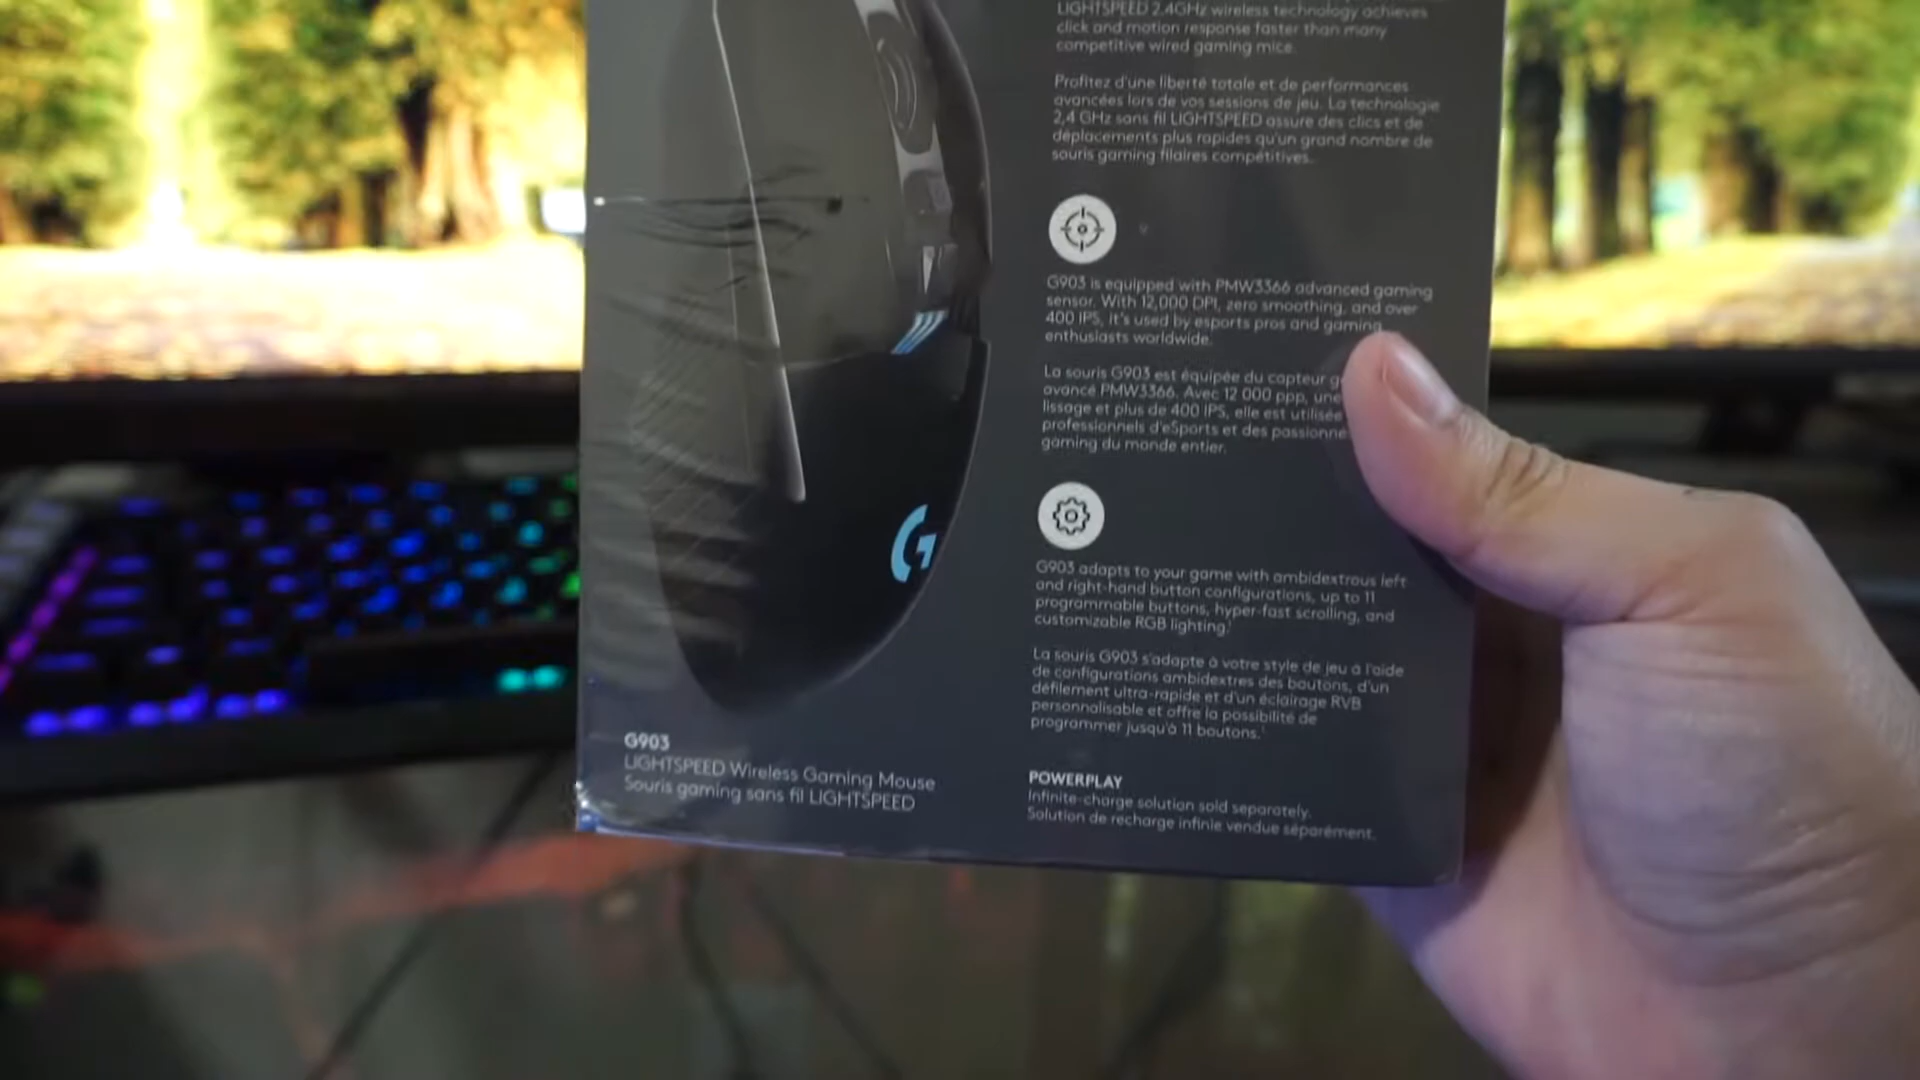 LIGHTSPEED 2.4GHz wireless technology achieves
click and motion response faster than many
competitive wired gaming mice.
Profitez d'une liberté totale et de performances
avancées lors de vos sessions de jeu. La technologie
2,4 GHz sans fil LIGHTSPEED assure des clics et de
déplacements plus rapides qu'un grand nombre de
souris gaming filaires compétitives.
G903 is equipped with PMW3366 advanced gaming
sensor. With 12,000 DPI, zero smoothing, and over
400 IPS, it's used by esports pros and gaming
enthusiasts worldwide.
La souris G903 est équipée du capteur g
avancé PMW3366. Avec 12 000 ppp, une
lissage et plus de 400 IPS, elle est utilisée
professionnels d'eSports et des passionne
gaming du monde entier.
G903 adapts to your game with ambidextrous left
and right-hand button configurations, up to 11
programmable buttons, hyper-fast scrolling, and
customizable RGB lighting.¹
La souris G903 s'adapte à votre style de jeu à l'aide
de configurations ambidextres des boutons, d'un
défilement ultra-rapide et d'un éclairage RVB
personnalisable et offre la possibilité de
programmer jusqu'à 11 boutons.¹
POWERPLAY
Infinite-charge solution sold separately.
Solution de recharge infinie vendue séparément.
G
G903
LIGHTSPEED Wireless Gaming Mouse
Souris gaming sans fil LIGHTSPEED